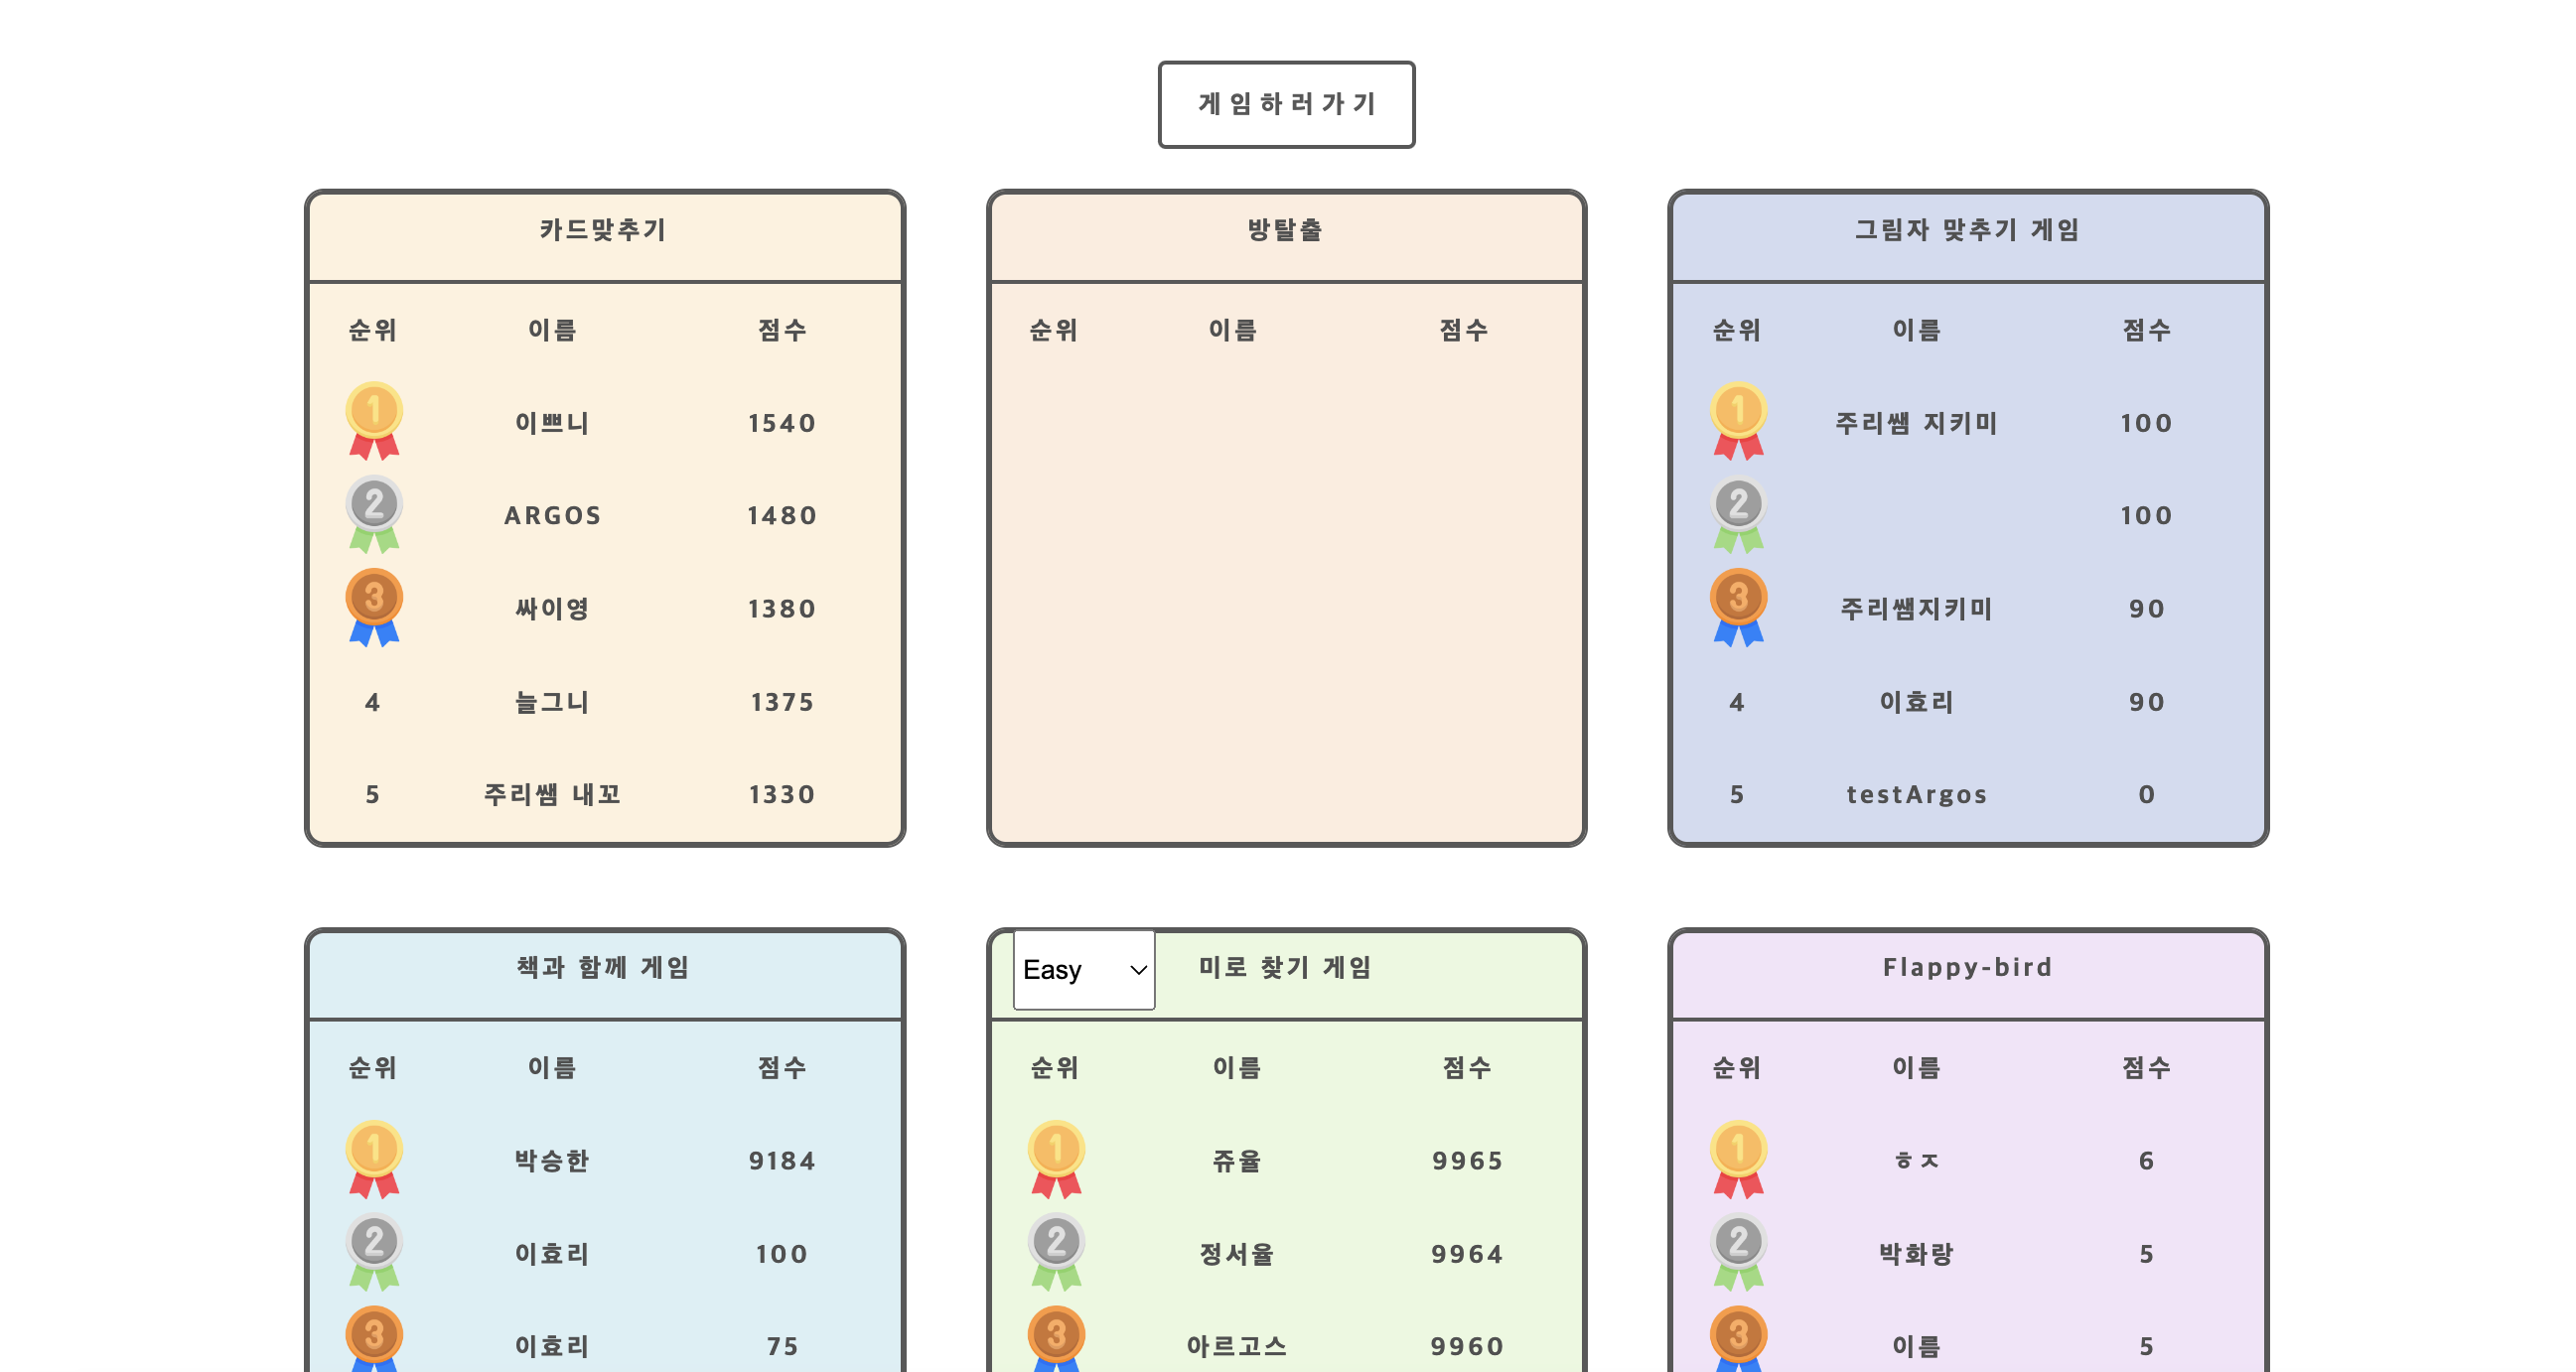 게임하러가기
카드맞추기
순위 이름 점수
1 이쁘니 1540
2 ARGOS 1480
3 싸이영 1380
4 늘그니 1375
5 주리쌤 내꼬 1330
방탈출
순위 이름 점수
그림자 맞추기 게임
순위 이름 점수
1 주리쌤 지키미 100
2 100
3 주리쌤지키미 90
4 이효리 90
5 testArgos 0
책과 함께 게임
순위 이름 점수
1 박승한 9184
2 이효리 100
3 이효리 75
Easy 미로 찾기 게임
순위 이름 점수
1 쥬율 9965
2 정서율 9964
3 아르고스 9960
Flappy-bird
순위 이름 점수
1 ㅎㅈ 6
2 박화랑 5
3 이름 5